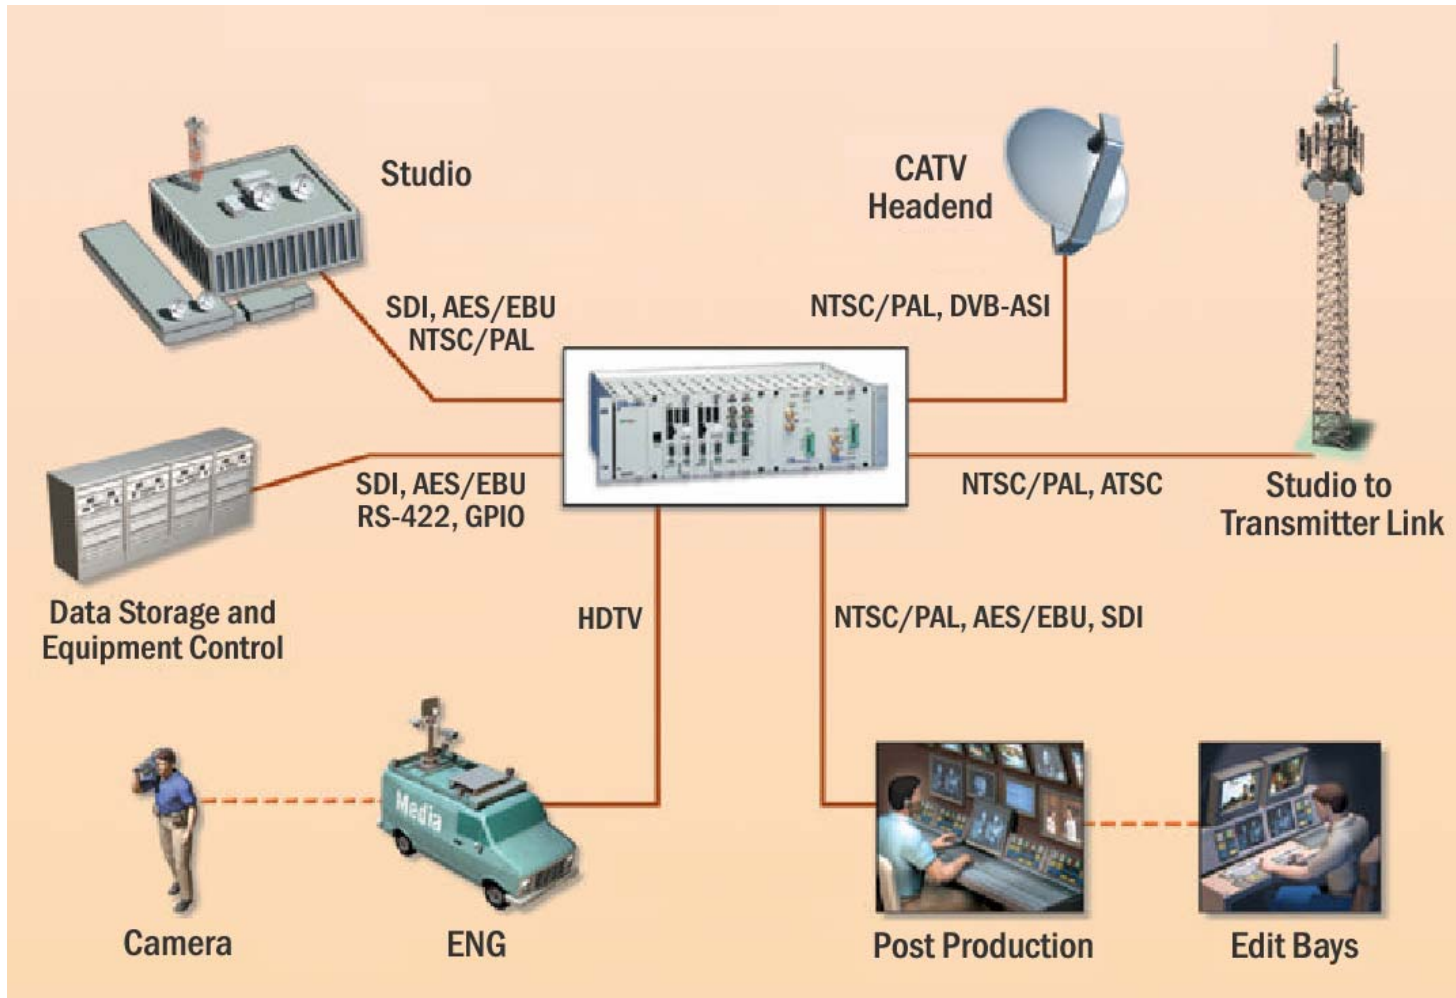 Studio
CATV
Headend
SDI, AES/EBU
NTSC/PAL
NTSC/PAL, DVB-ASI
SDI, AES/EBU
RS-422, GPIO
NTSC/PAL, ATSC
Studio to
Transmitter Link
Data Storage and
Equipment Control
HDTV
NTSC/PAL, AES/EBU, SDI
Media
Camera
ENG
Post Production
Edit Bays